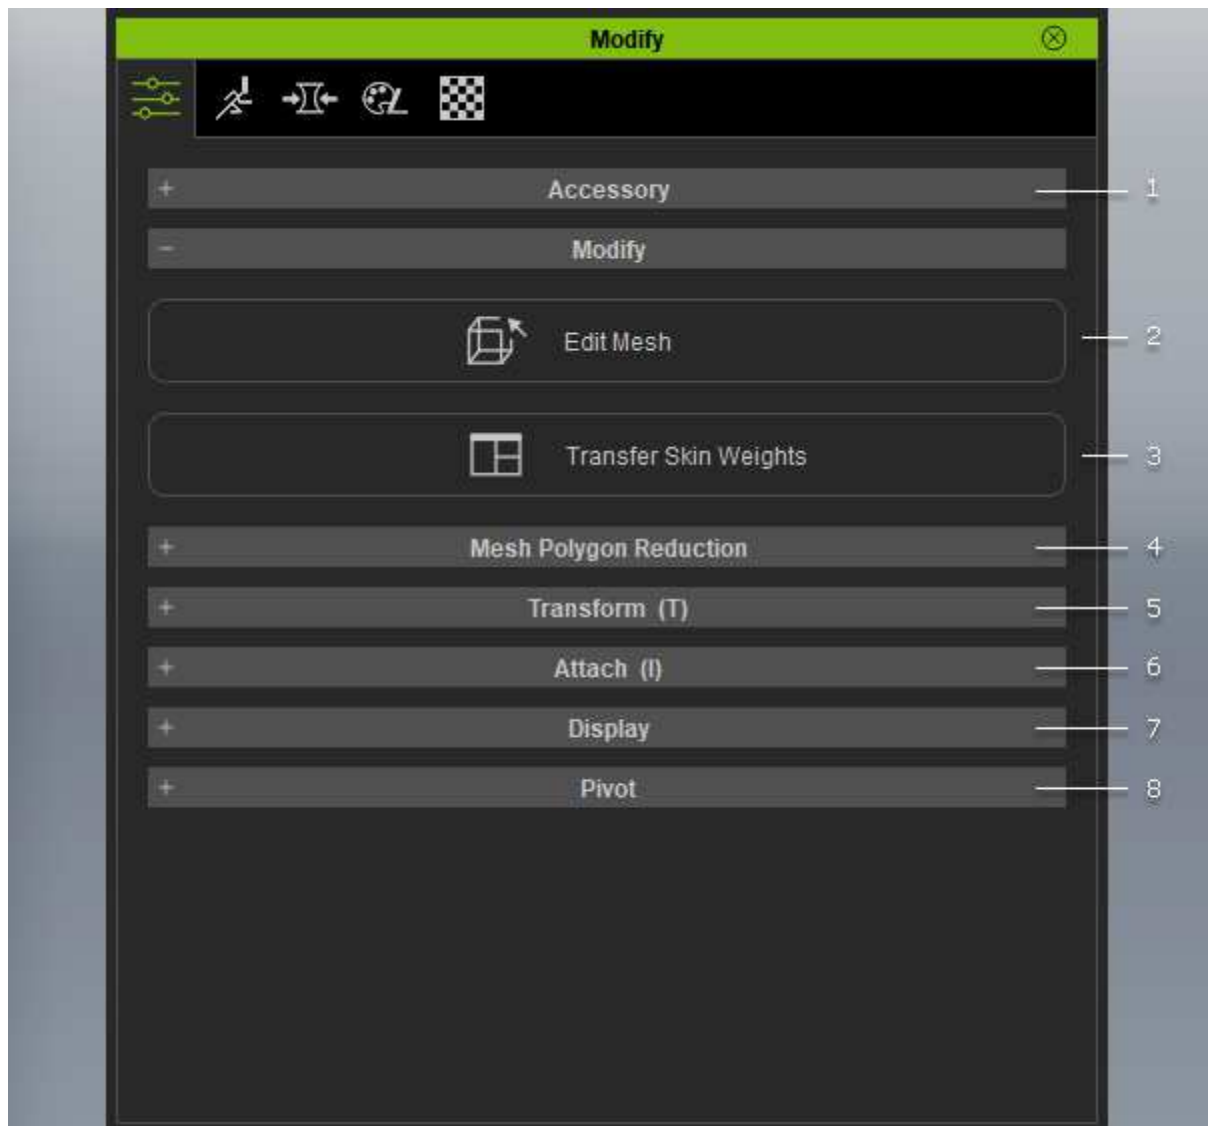 Modify
Accessory 1
Modify
Edit Mesh 2
Transfer Skin Weights 3
Mesh Polygon Reduction 4
Transform (T) 5
Attach (I) 6
Display 7
Pivot 8